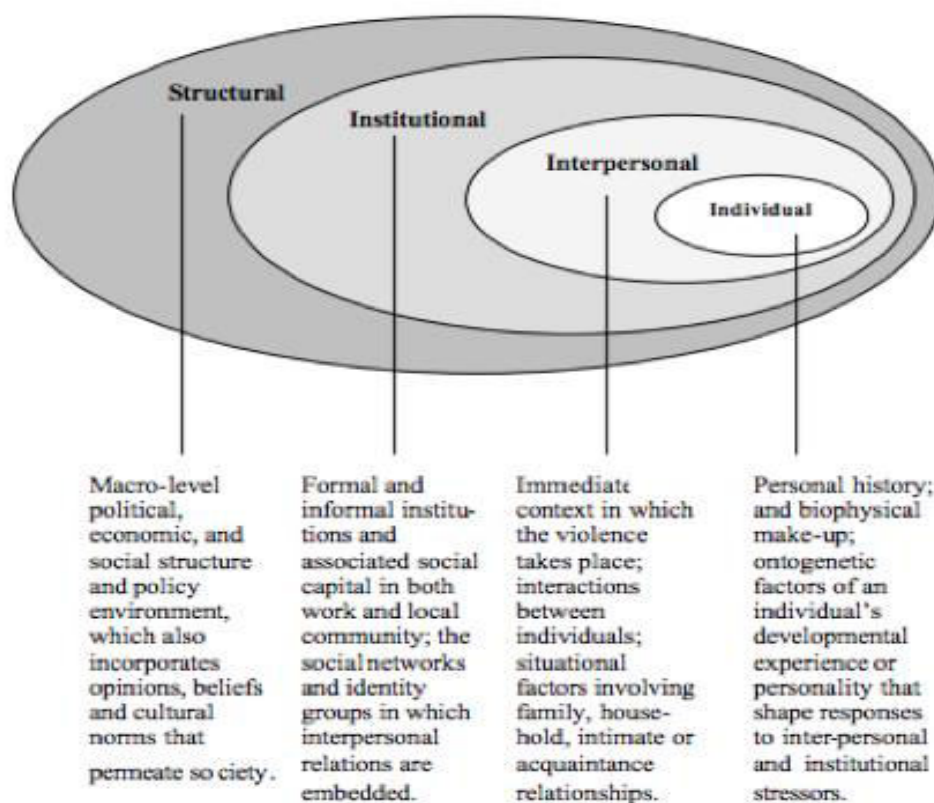 Structural
Institutional
Interpersonal
Individual
Macro-level
political,
economic, and
social structure
and policy
environment,
which also
incorporates
opinions, beliefs
and cultural
norms that
permeate so ciety.
Formal and
informal institu-
tions and
associated social
capital in both
work and local
community; the
social networks
and identity
groups in which
interpersonal
relations are
embedded.
Immediate
context in which
the violence
takes place;
interactions
between
individuals;
situational
factors involving
family, house-
hold, intimate or
acquaintance
relationships.
Personal history;
and biophysical
make-up;
ontogenetic
factors of an
individual's
developmental
experience or
personality that
shape responses
to inter-personal
and institutional
stressors.